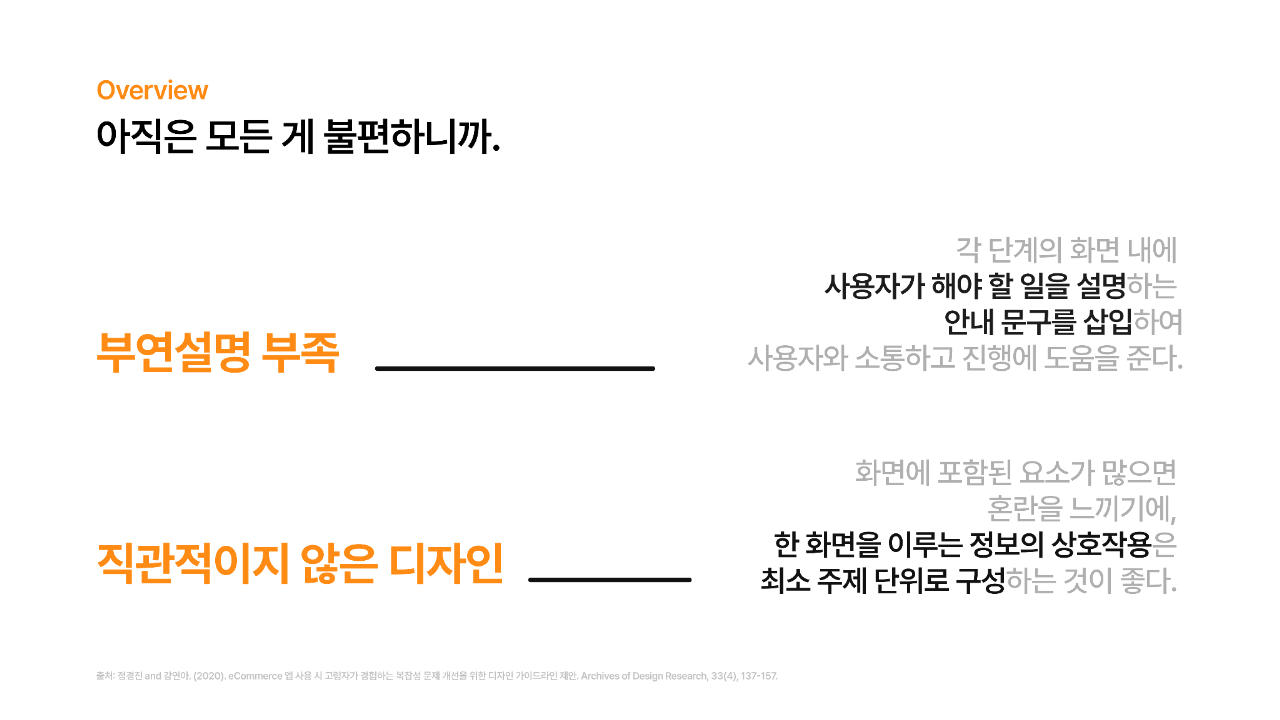 Overview
아직은 모든 게 불편하니까.
부연설명 부족
각 단계의 화면 내에
사용자가 해야 할 일을 설명하는
안내 문구를 삽입하여
사용자와 소통하고 진행에 도움을 준다.
직관적이지 않은 디자인
화면에 포함된 요소가 많으면
혼란을 느끼기에,
한 화면을 이루는 정보의 상호작용은
최소 주제 단위로 구성하는 것이 좋다.
출처: 정경진 and 강연아. (2020). eCommerce 앱 사용 시 고령자가 경험하는 복잡성 문제 개선을 위한 디자인 가이드라인 제안. Archives of Design Research, 33(4), 137-157.